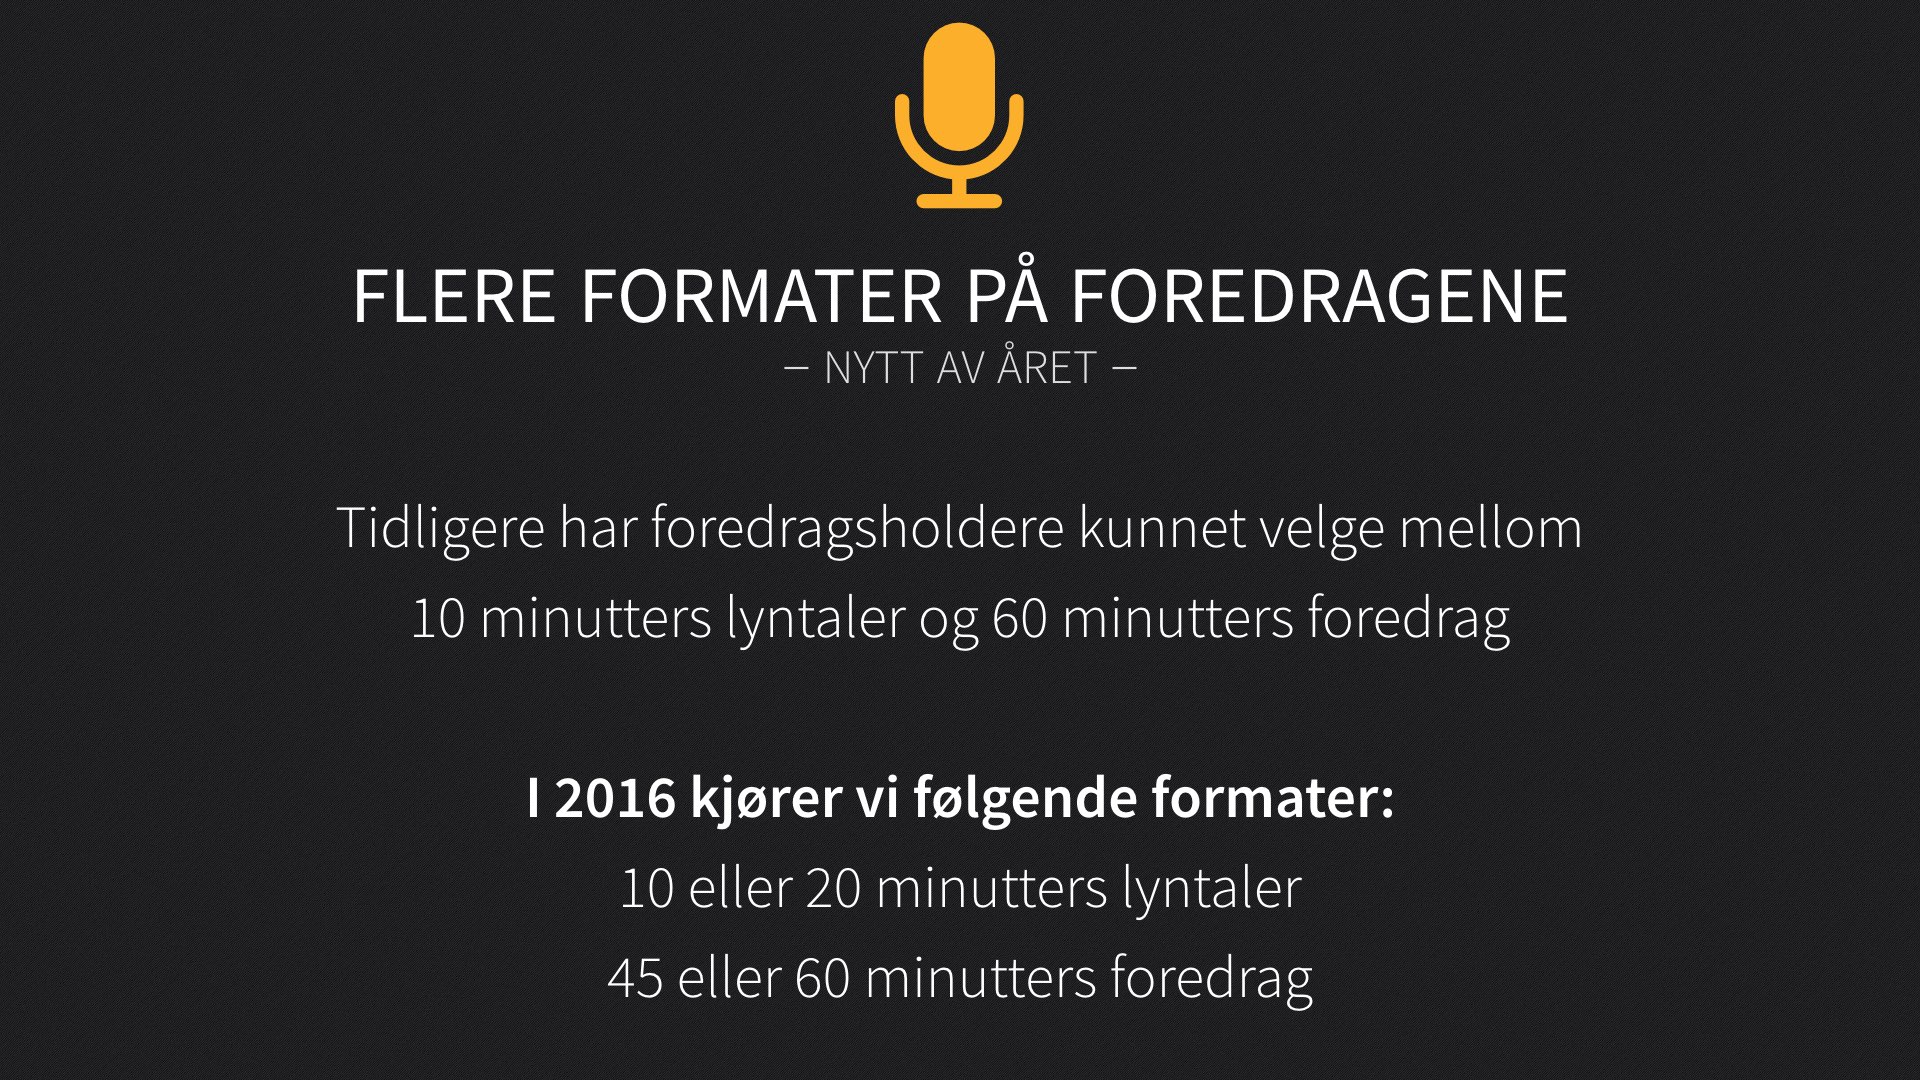 FLERE FORMATER PÅ FOREDRAGENE
– NYTT AV ÅRET –
Tidligere har foredragsholdere kunnet velge mellom
10 minutters lyntaler og 60 minutters foredrag
I 2016 kjører vi følgende formater:
10 eller 20 minutters lyntaler
45 eller 60 minutters foredrag